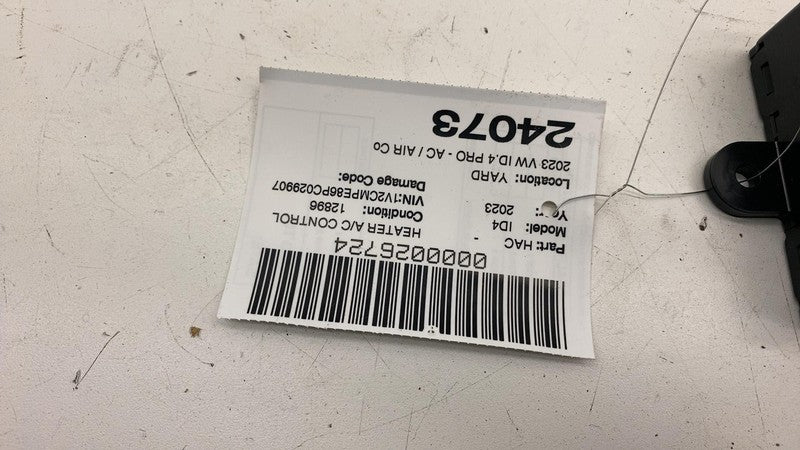 0000026724
Part: HAC - HEATER A/C CONTROL
Model: ID4 Condition: 12896
Year: 2023 VIN:1V2CMPE86PC029907
Location: YARD Damage Code:
2023 VW ID.4 PRO - AC / AIR Co
24073